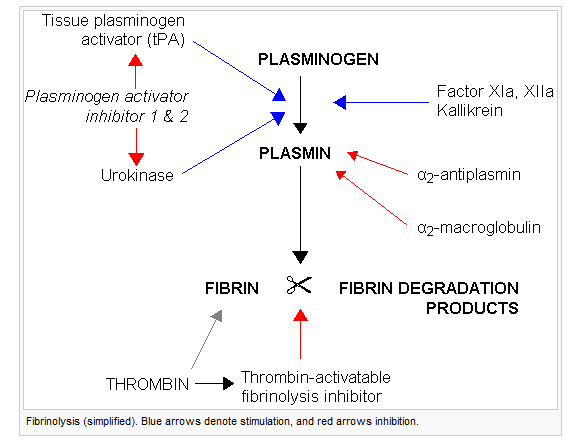 Tissue plasminogen
activator (tPA)
PLASMINOGEN
Plasminogen activator
inhibitor 1 & 2
Factor XIa, XIIa
Kallikrein
Urokinase
PLASMIN
α2-antiplasmin
α2-macroglobulin
FIBRIN
FIBRIN DEGRADATION
PRODUCTS
THROMBIN
Thrombin-activatable
fibrinolysis inhibitor
Fibrinolysis (simplified). Blue arrows denote stimulation, and red arrows inhibition.